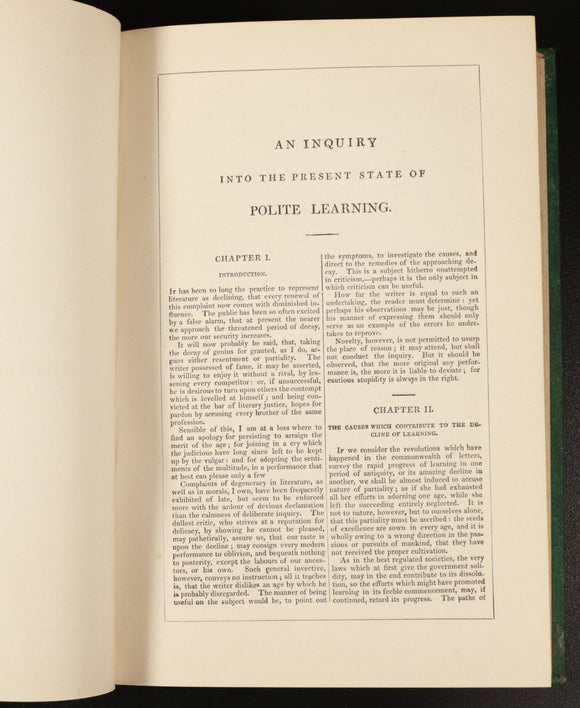 AN INQUIRY
INTO THE PRESENT STATE OF
POLITE LEARNING.
CHAPTER I.
INTRODUCTION.
IT has been so long the practice to represent
literature as declining, that every renewal of
this complaint now comes with diminished in-
fluence. The public has been so often excited
by a false alarm, that at present the nearer
we approach the threatened period of decay,
the more our security increases.
It will now probably be said, that, taking
the decay of genius for granted, as I do, ar-
gues either resentment or partiality. The
writer possessed of fame, it may be asserted,
is willing to enjoy it without a rival, by les-
sening every competitor: or, if unsuccessful,
he is desirous to turn upon others the contempt
which is levelled at himself; and being con-
victed at the bar of literary justice, hopes for
pardon by accusing every brother of the same
profession.
Sensible of this, I am at a loss where to
find an apology for persisting to arraign the
merit of the age; for joining in a cry which
the judicious have long since left to be kept
up by the vulgar; and for adopting the senti-
ments of the multitude, in a performance that
at best can please only a few
Complaints of degeneracy in literature, as
well as in morals, I own, have been frequently
exhibited of late, but seem to be enforced
more with the ardour of devious declamation
than the calmness of deliberate inquiry. The
dullest critic, who strives at a reputation for
delicacy, by showing he cannot be pleased,
may pathetically, assure us, that our taste is
upon the decline; may consign every modern
performance to oblivion, and bequeath nothing
to posterity, except the labours of our ances-
tors, or his own. Such general invective,
however, conveys no instruction; all it teaches
is, that the writer dislikes an age by which he
is probably disregarded. The manner of being
useful on the subject would be, to point out
the symptoms, to investigate the causes, and
direct to the remedies of the approaching de-
cay. This is a subject hitherto unattempted
in criticism,—perhaps it is the only subject in
which criticism can be useful.
How far the writer is equal to such an
undertaking, the reader must determine: yet
perhaps his observations may be just, though
his manner of expressing them should only
serve as an example of the errors he under-
takes to reprove.
Novelty, however, is not permitted to usurp
the place of reason; it may attend, but shall
not conduct the inquiry. But it should be
observed, that the more original any perfor-
mance is, the more it is liable to deviate; for
cautious stupidity is always in the right.
CHAPTER II.
THE CAUSES WHICH CONTRIBUTE TO THE DE-
CLINE OF LEARNING.
IF we consider the revolutions which have
happened in the commonwealth of letters,
survey the rapid progress of learning in one
period of antiquity, or its amazing decline in
another, we shall be almost induced to accuse
nature of partiality; as if she had exhausted
all her efforts in adorning one age, while she
left the succeeding entirely neglected. It is
not to nature, however, but to ourselves alone,
that this partiality must be ascribed: the seeds
of excellence are sown in every age, and it is
wholly owing to a wrong direction in the pas-
sions or pursuits of mankind, that they have
not received the proper cultivation.
As in the best regulated societies, the very
laws which at first give the government soli-
dity, may in the end contribute to its dissolu-
tion, so the efforts which might have promoted
learning in its feeble commencement, may, if
continued, retard its progress. The paths of